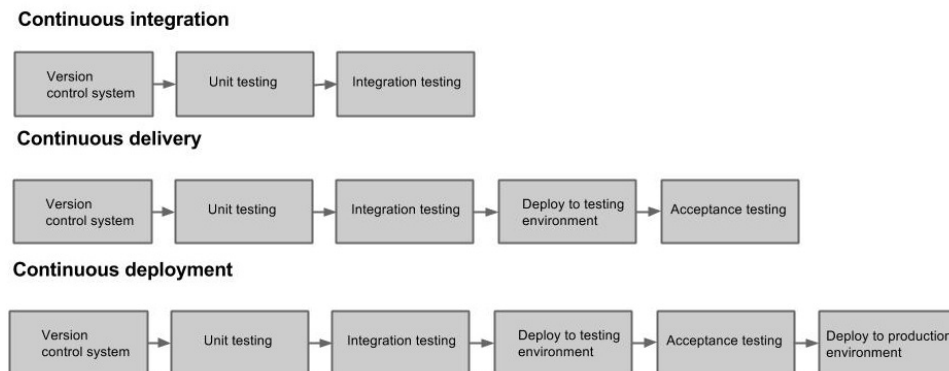 Continuous integration
Version
control system
Unit testing
Integration testing
Continuous delivery
Version
control system
Unit testing
Integration testing
Deploy to testing
environment
Acceptance testing
Continuous deployment
Version
control system
Unit testing
Integration testing
Deploy to testing
environment
Acceptance testing
Deploy to production
environment